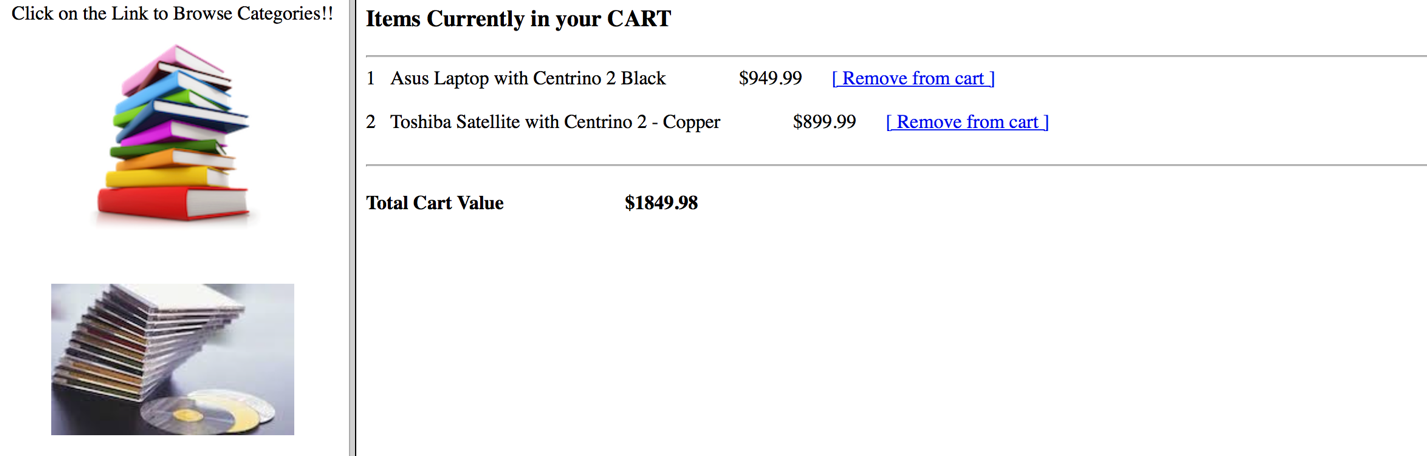 Click on the Link to Browse Categories!!
Items Currently in your CART
1 Asus Laptop with Centrino 2 Black $949.99 [ Remove from cart ]
2 Toshiba Satellite with Centrino 2 - Copper $899.99 [ Remove from cart ]
Total Cart Value $1849.98